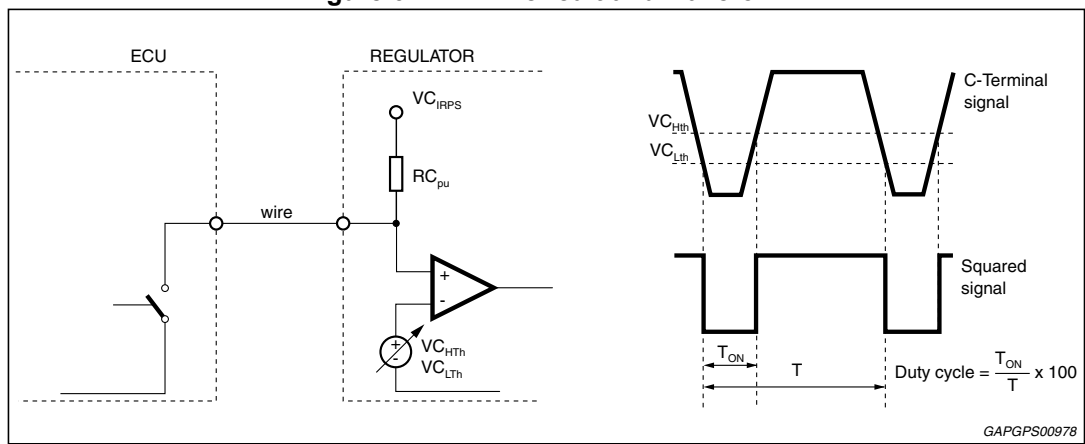 ECU
REGULATOR
VC_IRPS
RC_pu
wire
+
-
+
-
VC_HTh
VC_LTh
C-Terminal
signal
VC_Hth
VC_Lth
Squared
signal
T_ON
T
Duty cycle = T_ON / T x 100
GAPGPS00978